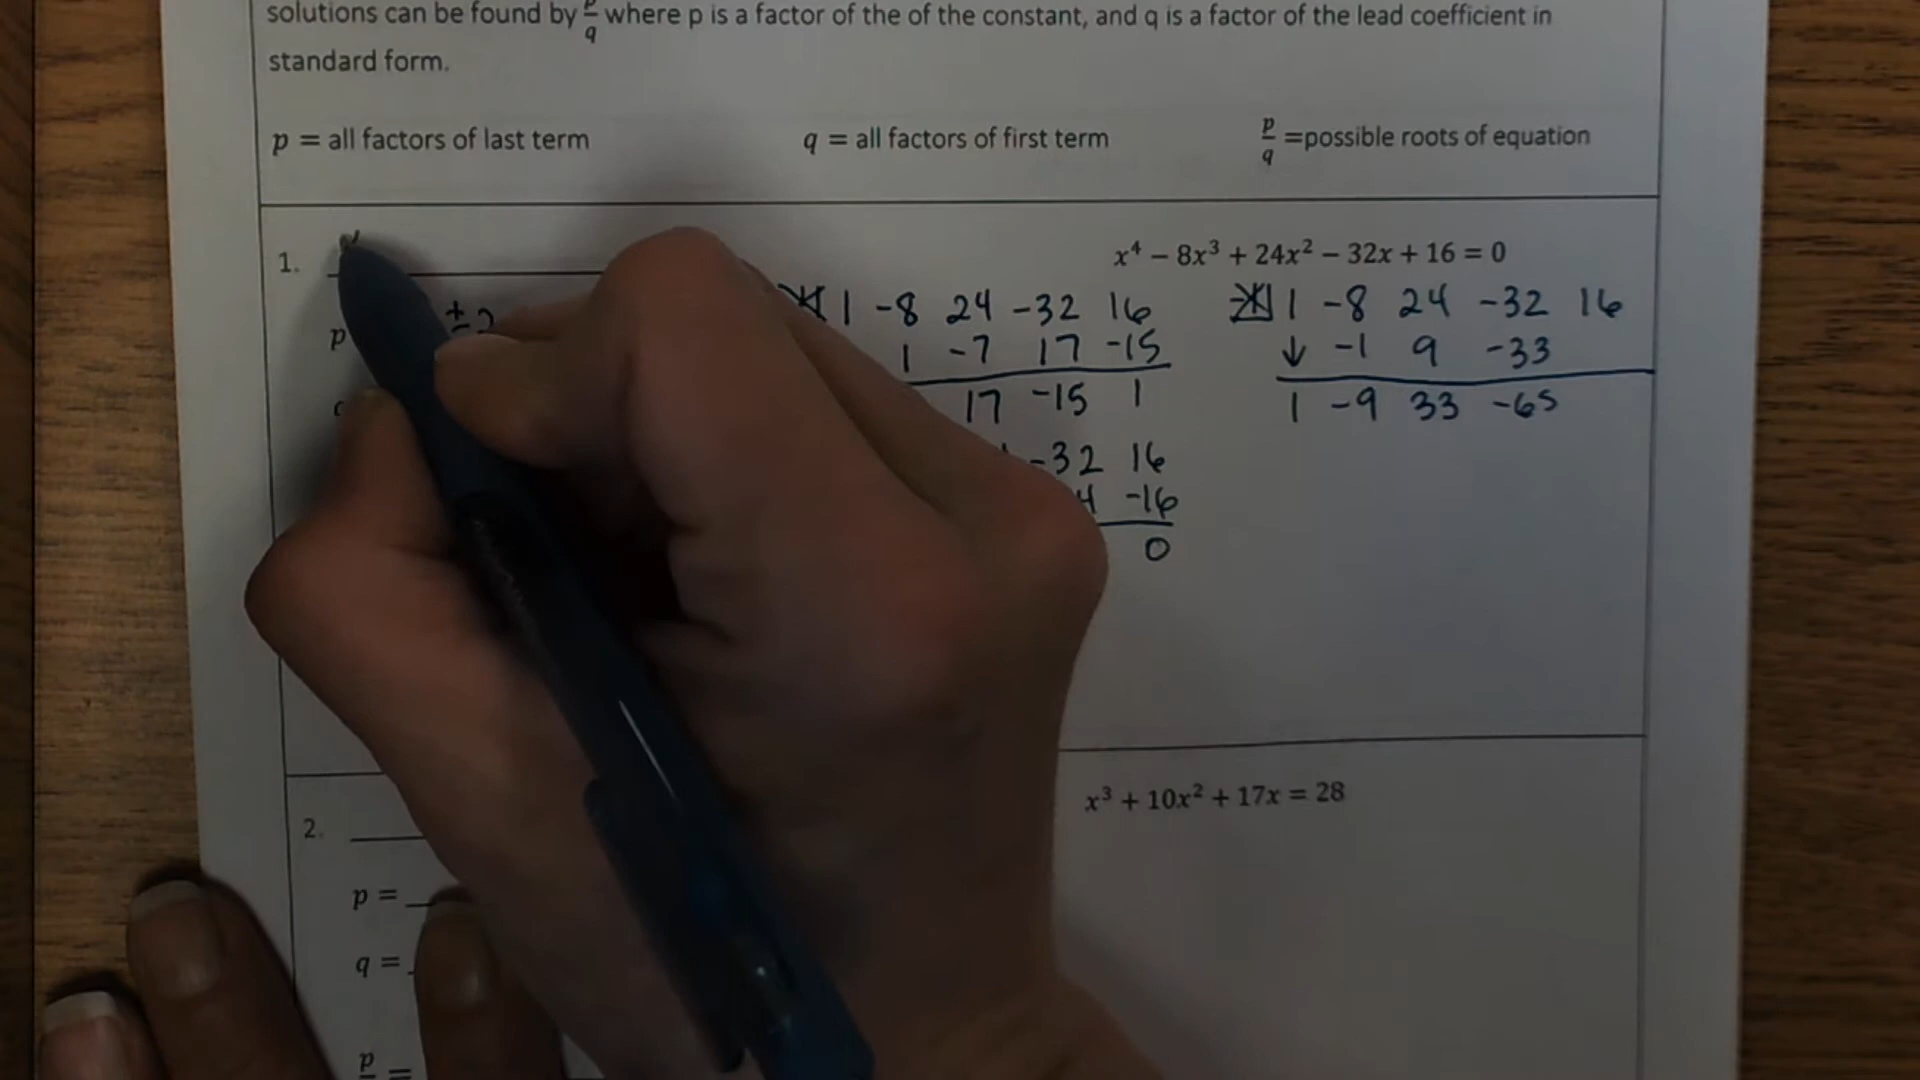 solutions can be found by p/q where p is a factor of the of the constant, and q is a factor of the lead coefficient in
standard form.
p = all factors of last term q = all factors of first term p/q =possible roots of equation
1. x⁴ − 8x³ + 24x² − 32x + 16 = 0
1 -8 24 -32 16
1 -7 17 -15
17 -15 1
-32 16
4 -16
0
-1 1 -8 24 -32 16
↓ -1 9 -33
1 -9 33 -65
p ±2
2. x³ + 10x² + 17x = 28
p =
q =
p/q =